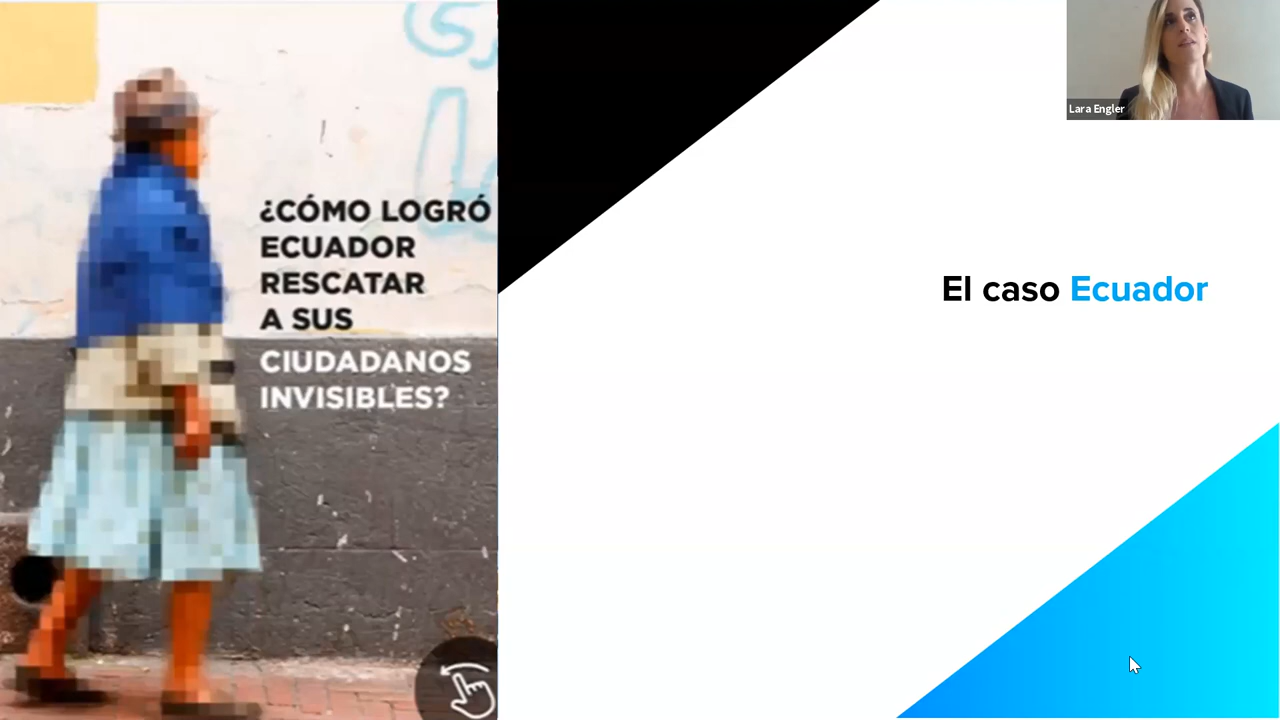 ¿CÓMO LOGRÓ
ECUADOR
RESCATAR
A SUS
CIUDADANOS
INVISIBLES?
El caso Ecuador
Lara Engler